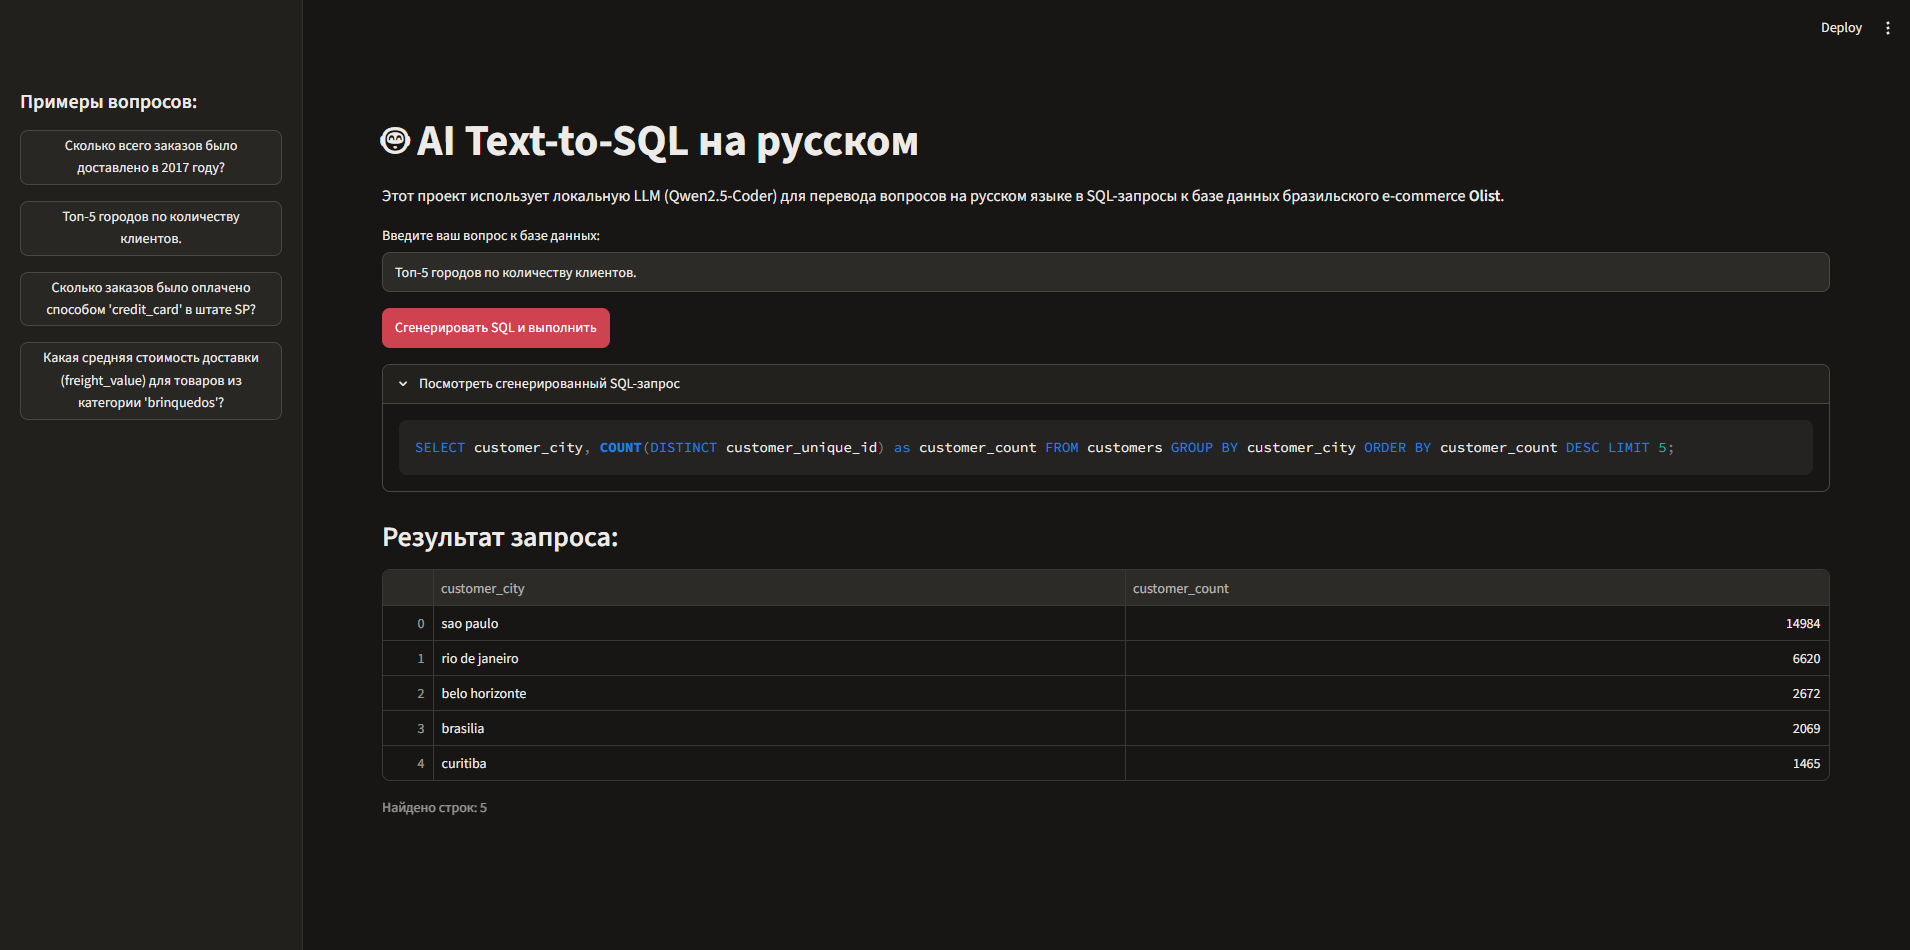 Deploy
Примеры вопросов:
Сколько всего заказов было
доставлено в 2017 году?
Топ-5 городов по количеству
клиентов.
Сколько заказов было оплачено
способом 'credit_card' в штате SP?
Какая средняя стоимость доставки
(freight_value) для товаров из
категории 'brinquedos'?
AI Text-to-SQL на русском
Этот проект использует локальную LLM (Qwen2.5-Coder) для перевода вопросов на русском языке в SQL-запросы к базе данных бразильского e-commerce Olist.
Введите ваш вопрос к базе данных:
Топ-5 городов по количеству клиентов.
Сгенерировать SQL и выполнить
Посмотреть сгенерированный SQL-запрос
SELECT customer_city, COUNT(DISTINCT customer_unique_id) as customer_count FROM customers GROUP BY customer_city ORDER BY customer_count DESC LIMIT 5;
Результат запроса:
customer_city customer_count
0 sao paulo 14984
1 rio de janeiro 6620
2 belo horizonte 2672
3 brasilia 2069
4 curitiba 1465
Найдено строк: 5